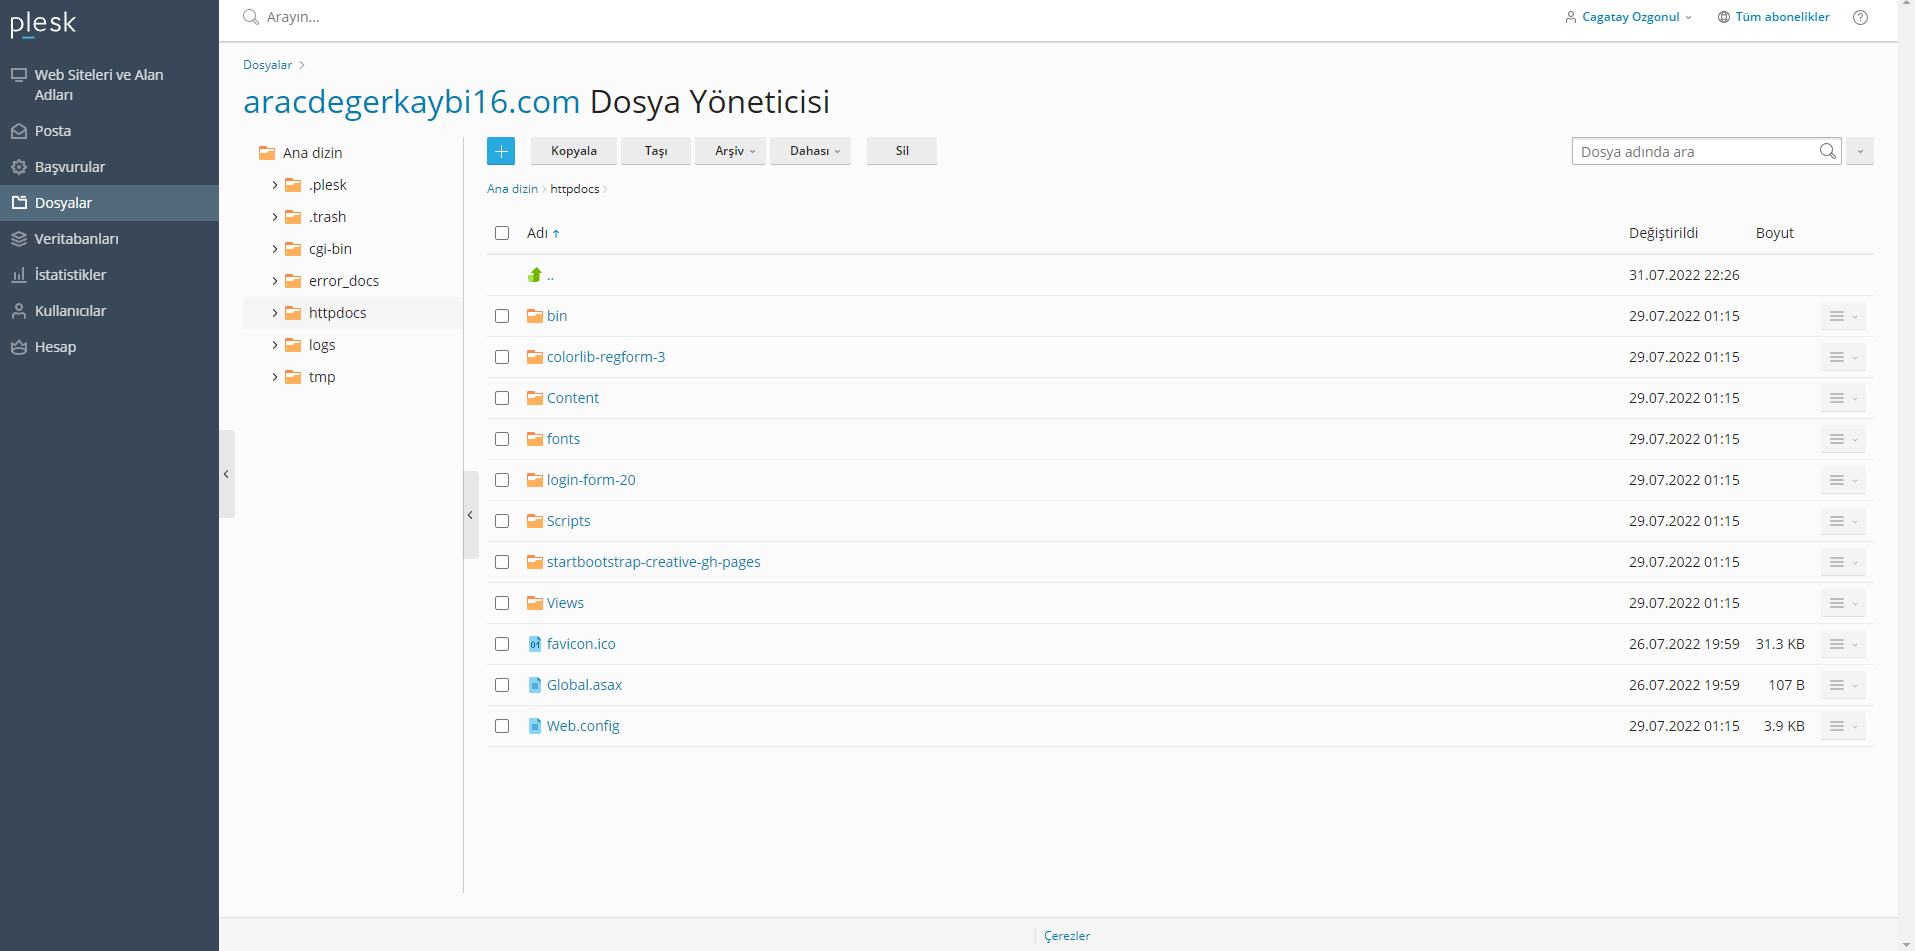 plesk
Arayın...
Cagatay Ozgonul
Tüm abonelikler
Web Siteleri ve Alan
Adları
Posta
Başvurular
Dosyalar
Veritabanları
İstatistikler
Kullanıcılar
Hesap
Dosyalar
aracdegerkaybi16.com Dosya Yöneticisi
Ana dizin
.plesk
.trash
cgi-bin
error_docs
httpdocs
logs
tmp
Kopyala Taşı Arşiv Dahası Sil
Dosya adında ara
Ana dizin httpdocs
Adı ↑ Değiştirildi Boyut
.. 31.07.2022 22:26
bin 29.07.2022 01:15
colorlib-regform-3 29.07.2022 01:15
Content 29.07.2022 01:15
fonts 29.07.2022 01:15
login-form-20 29.07.2022 01:15
Scripts 29.07.2022 01:15
startbootstrap-creative-gh-pages 29.07.2022 01:15
Views 29.07.2022 01:15
01 favicon.ico 26.07.2022 19:59 31.3 KB
Global.asax 26.07.2022 19:59 107 B
Web.config 29.07.2022 01:15 3.9 KB
Çerezler